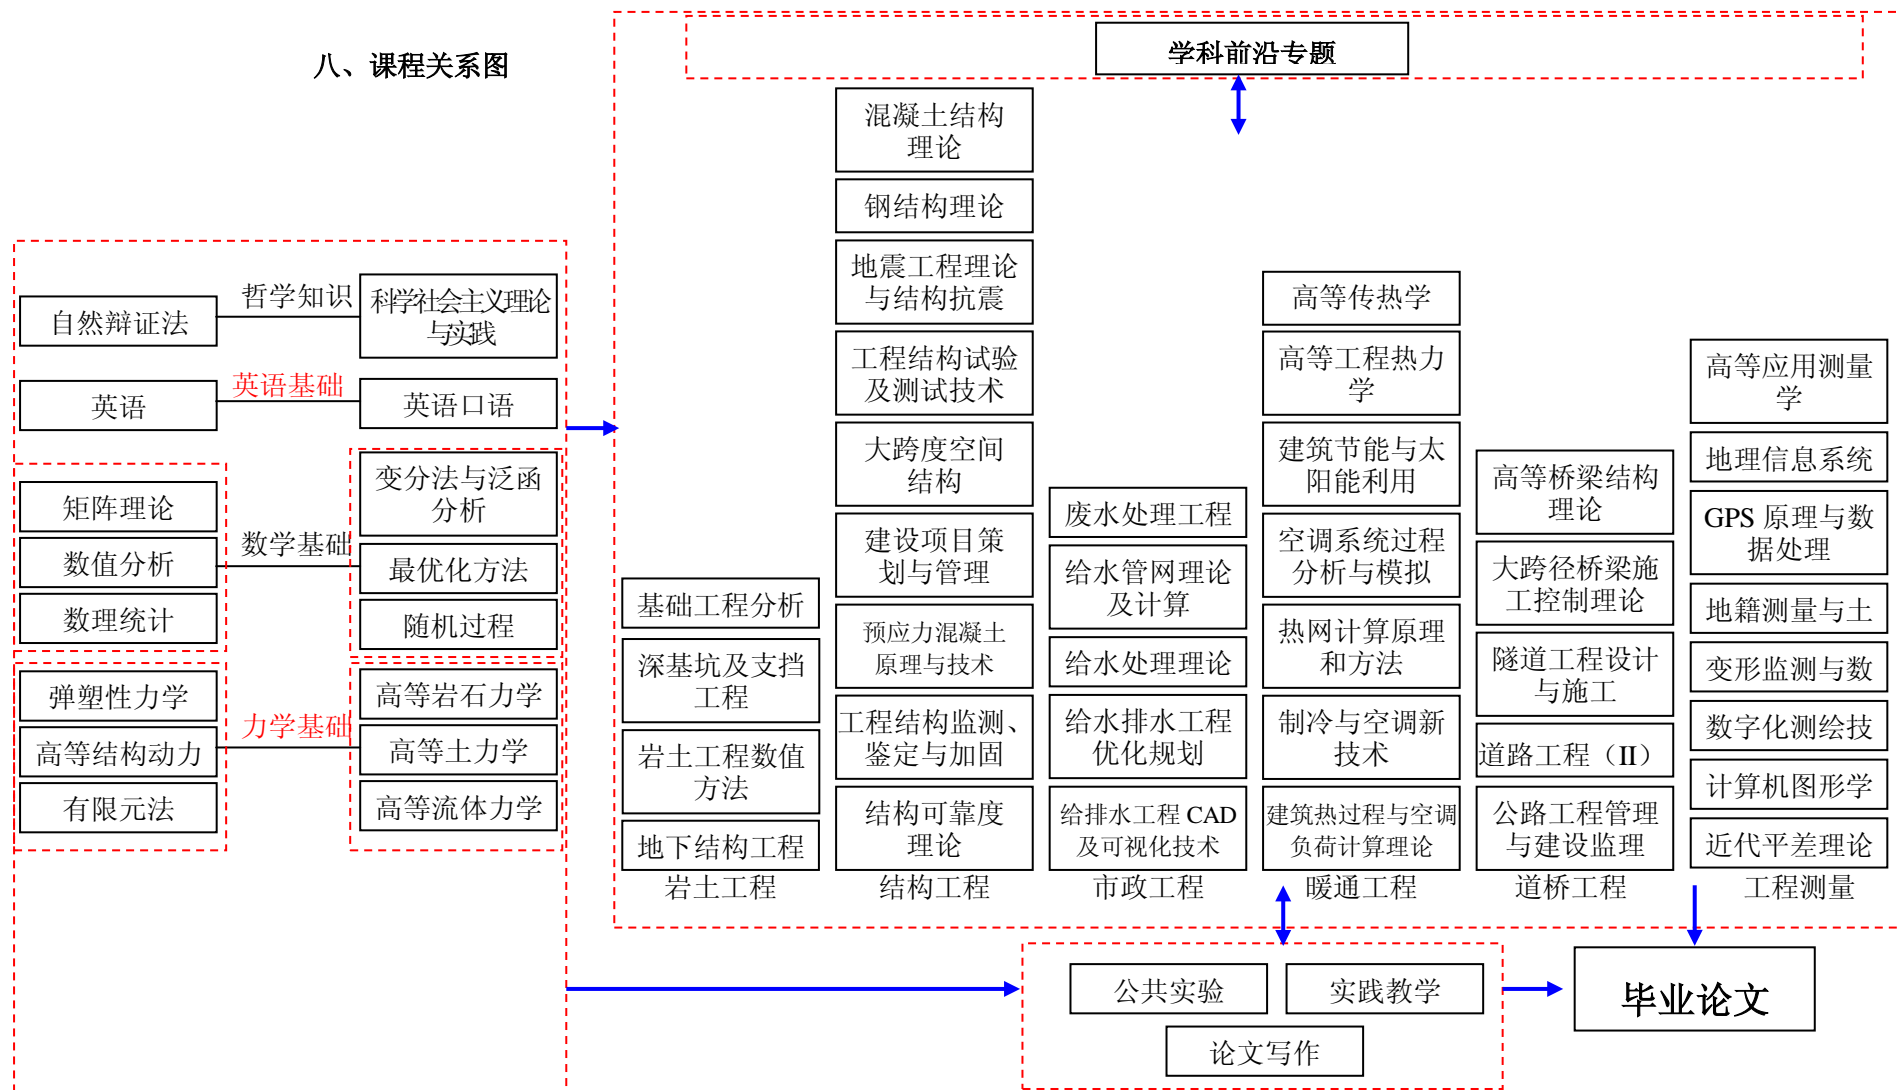 八、课程关系图
学科前沿专题
自然辩证法
哲学知识
科学社会主义理论
与实践
英语
英语基础
英语口语
矩阵理论
数值分析
数理统计
数学基础
变分法与泛函
分析
最优化方法
随机过程
弹塑性力学
高等结构动力
有限元法
力学基础
高等岩石力学
高等土力学
高等流体力学
基础工程分析
深基坑及支挡
工程
岩土工程数值
方法
地下结构工程
岩土工程
混凝土结构
理论
钢结构理论
地震工程理论
与结构抗震
工程结构试验
及测试技术
大跨度空间
结构
建设项目策
划与管理
预应力混凝土
原理与技术
工程结构监测、
鉴定与加固
结构可靠度
理论
结构工程
废水处理工程
给水管网理论
及计算
给水处理理论
给水排水工程
优化规划
给排水工程 CAD
及可视化技术
市政工程
高等传热学
高等工程热力
学
建筑节能与太
阳能利用
空调系统过程
分析与模拟
热网计算原理
和方法
制冷与空调新
技术
建筑热过程与空调
负荷计算理论
暖通工程
高等桥梁结构
理论
大跨径桥梁施
工控制理论
隧道工程设计
与施工
道路工程（II）
公路工程管理
与建设监理
道桥工程
高等应用测量
学
地理信息系统
GPS 原理与数
据处理
地籍测量与土
变形监测与数
数字化测绘技
计算机图形学
近代平差理论
工程测量
公共实验
实践教学
论文写作
毕业论文